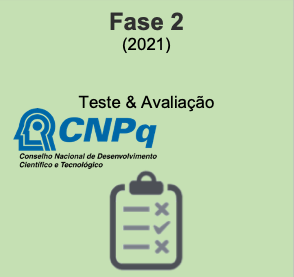 Fase 2
(2021)
Teste & Avaliação
CNPq
Conselho Nacional de Desenvolvimento
Científico e Tecnológico